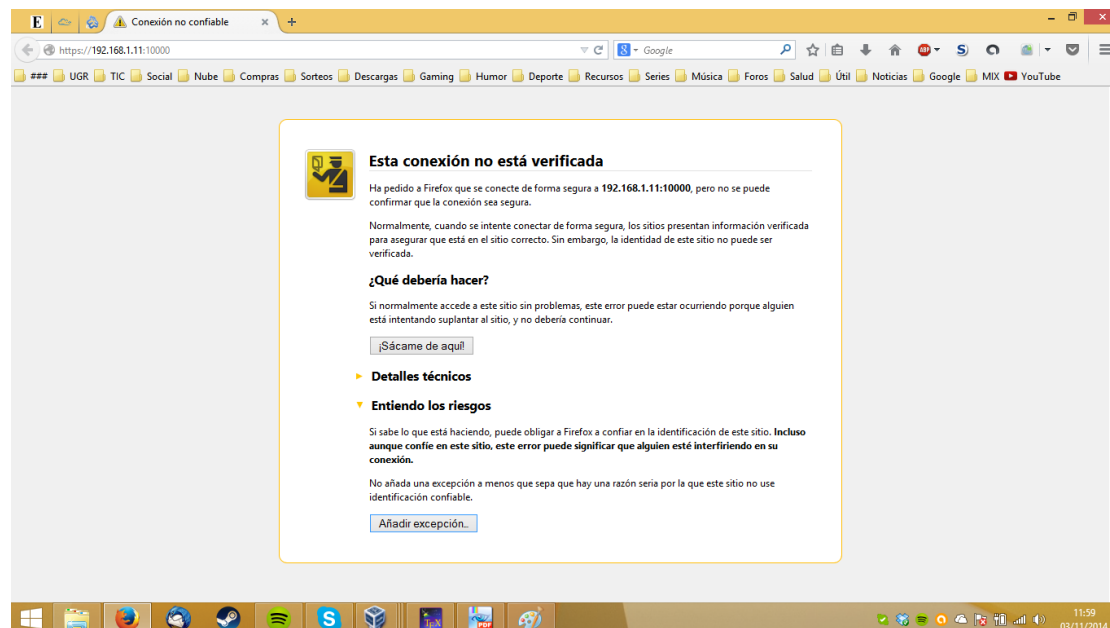 E
Conexión no confiable
https://192.168.1.11:10000
8
Google
ABP
S
### UGR TIC Social Nube Compras Sorteos Descargas Gaming Humor Deporte Recursos Series Música Foros Salud Útil Noticias Google MIX YouTube
Esta conexión no está verificada
Ha pedido a Firefox que se conecte de forma segura a 192.168.1.11:10000, pero no se puede
confirmar que la conexión sea segura.
Normalmente, cuando se intente conectar de forma segura, los sitios presentan información verificada
para asegurar que está en el sitio correcto. Sin embargo, la identidad de este sitio no puede ser
verificada.
¿Qué debería hacer?
Si normalmente accede a este sitio sin problemas, este error puede estar ocurriendo porque alguien
está intentando suplantar al sitio, y no debería continuar.
¡Sácame de aquí!
Detalles técnicos
Entiendo los riesgos
Si sabe lo que está haciendo, puede obligar a Firefox a confiar en la identificación de este sitio. Incluso
aunque confíe en este sitio, este error puede significar que alguien esté interfiriendo en su
conexión.
No añada una excepción a menos que sepa que hay una razón seria por la que este sitio no use
identificación confiable.
Añadir excepción...
S
TpX
PDF
11:59
03/11/2014